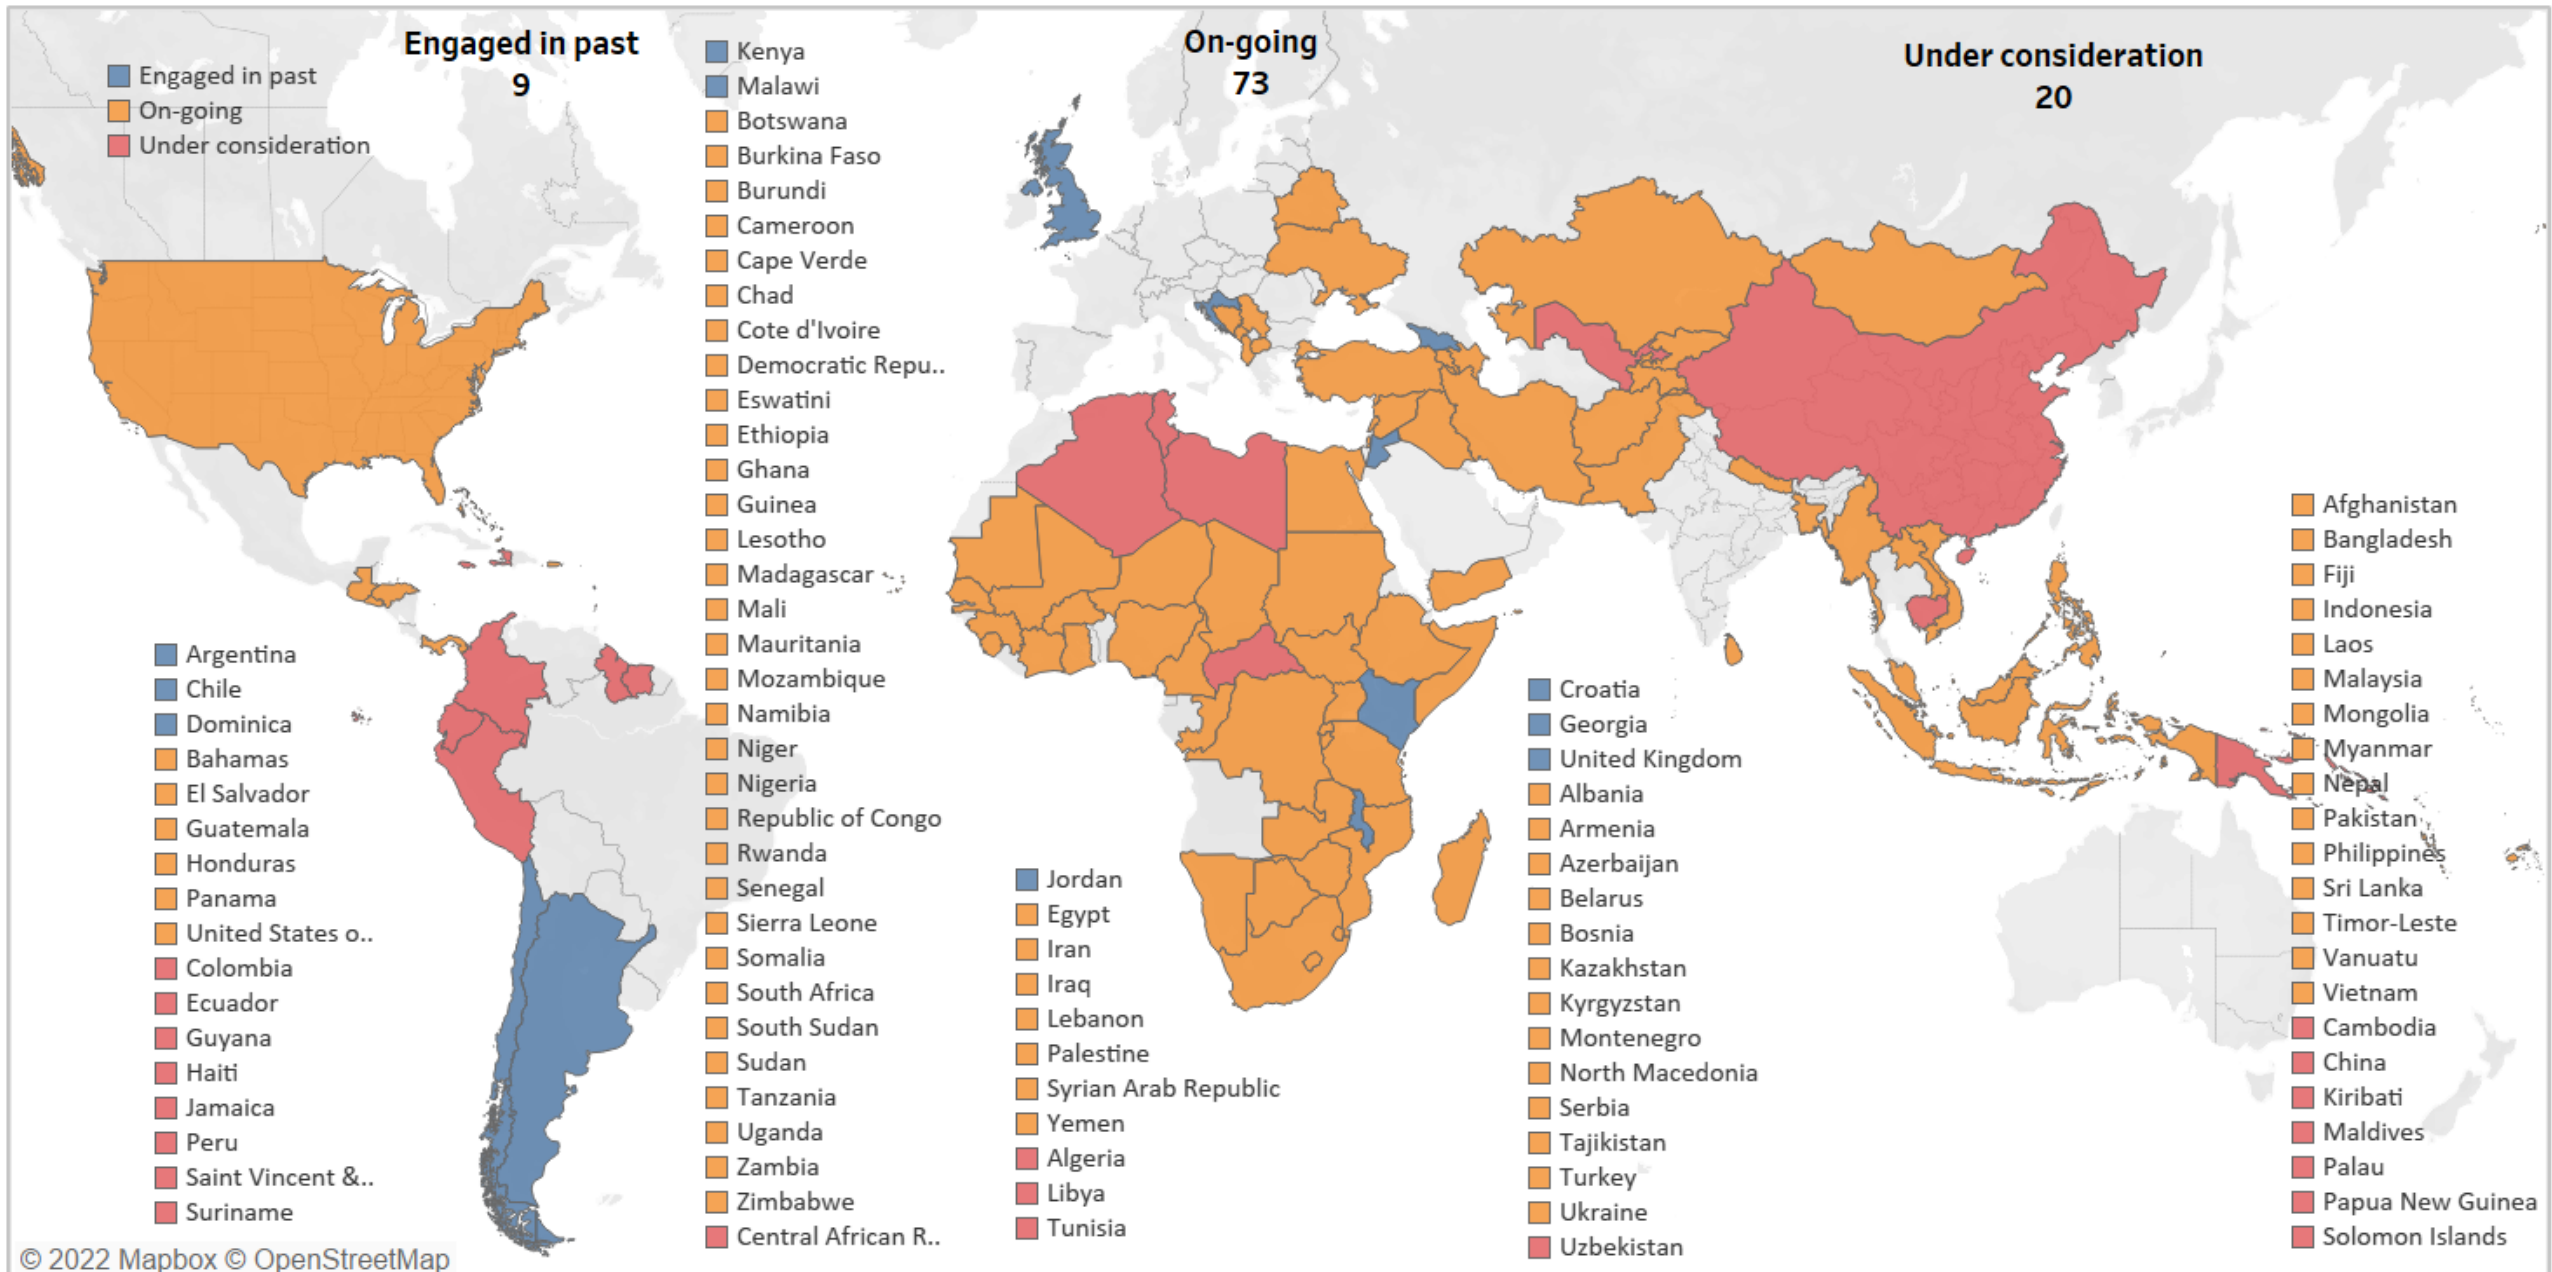 Engaged in past
9
On-going
73
Under consideration
20
Engaged in past
On-going
Under consideration
Argentina
Chile
Dominica
Bahamas
El Salvador
Guatemala
Honduras
Panama
United States o..
Colombia
Ecuador
Guyana
Haiti
Jamaica
Peru
Saint Vincent &..
Suriname
Kenya
Malawi
Botswana
Burkina Faso
Burundi
Cameroon
Cape Verde
Chad
Cote d'Ivoire
Democratic Repu..
Eswatini
Ethiopia
Ghana
Guinea
Lesotho
Madagascar
Mali
Mauritania
Mozambique
Namibia
Niger
Nigeria
Republic of Congo
Rwanda
Senegal
Sierra Leone
Somalia
South Africa
South Sudan
Sudan
Tanzania
Uganda
Zambia
Zimbabwe
Central African R..
Jordan
Egypt
Iran
Iraq
Lebanon
Palestine
Syrian Arab Republic
Yemen
Algeria
Libya
Tunisia
Croatia
Georgia
United Kingdom
Albania
Armenia
Azerbaijan
Belarus
Bosnia
Kazakhstan
Kyrgyzstan
Montenegro
North Macedonia
Serbia
Tajikistan
Turkey
Ukraine
Uzbekistan
Afghanistan
Bangladesh
Fiji
Indonesia
Laos
Malaysia
Mongolia
Myanmar
Nepal
Pakistan
Philippines
Sri Lanka
Timor-Leste
Vanuatu
Vietnam
Cambodia
China
Kiribati
Maldives
Palau
Papua New Guinea
Solomon Islands
© 2022 Mapbox © OpenStreetMap